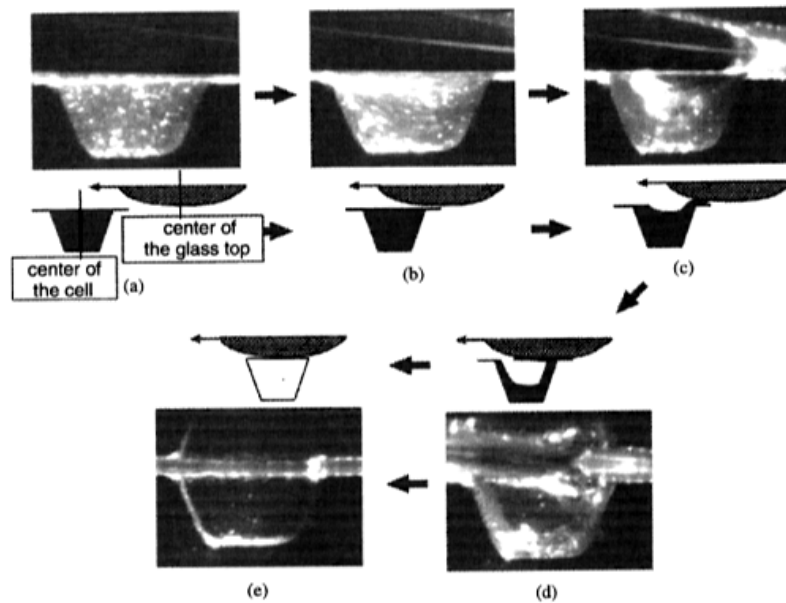 center of
the glass top
center of
the cell
(a)
(b)
(c)
(e)
(d)